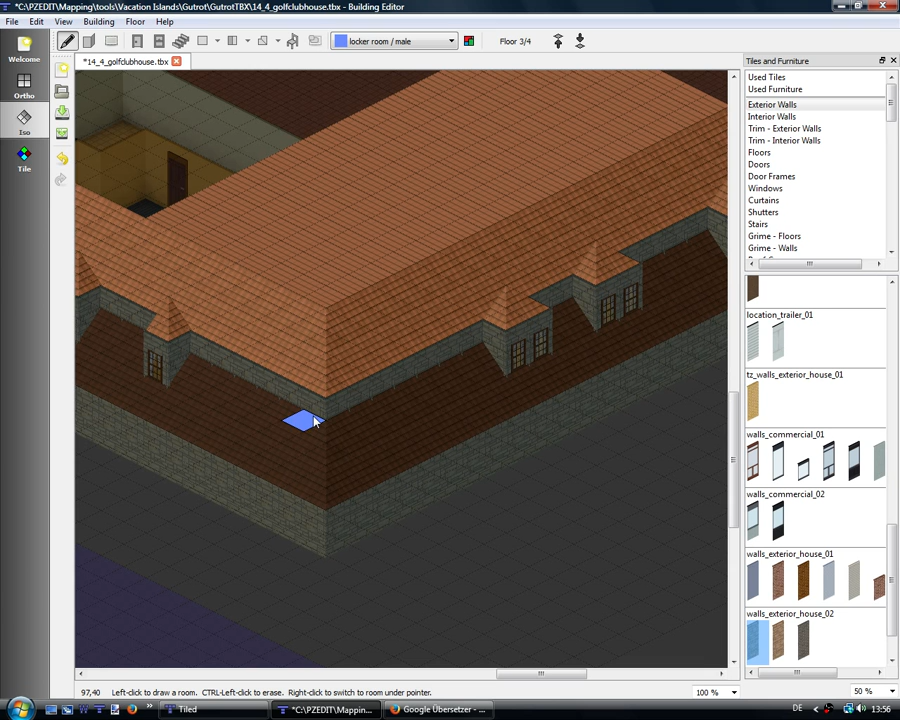 *C:\PZEDIT\Mapping\tools\Vacation Islands\Gutrot\GutrotTBX\14_4_golfclubhouse.tbx - Building Editor
File Edit View Building Floor Help
Welcome
locker room / male
Floor 3/4
*14_4_golfclubhouse.tbx
Ortho
Iso
Tile
Tiles and Furniture
Used Tiles
Used Furniture
Exterior Walls
Interior Walls
Trim - Exterior Walls
Trim - Interior Walls
Floors
Doors
Door Frames
Windows
Curtains
Shutters
Stairs
Grime - Floors
Grime - Walls
location_trailer_01
tz_walls_exterior_house_01
walls_commercial_01
walls_commercial_02
walls_exterior_house_01
walls_exterior_house_02
97,40 Left-click to draw a room. CTRL-Left-click to erase. Right-click to switch to room under pointer.
100 %
50 %
Tiled
*C:\PZEDIT\Mappin...
Google Übersetzer - ...
DE
13:56